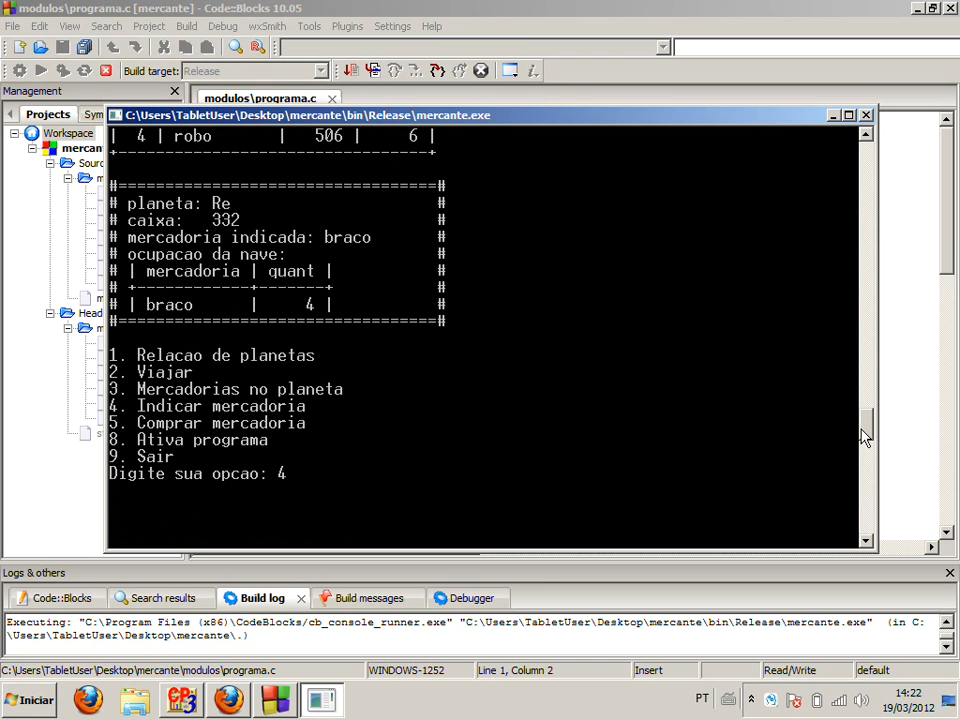 modulos\programa.c [mercante] - Code::Blocks 10.05
File Edit View Search Project Build Debug wxSmith Tools Plugins Settings Help
Build target: Release
Management
modulos\programa.c
Projects Sym
C:\Users\TabletUser\Desktop\mercante\bin\Release\mercante.exe
Workspace
mercan
Sourc
m
m
Head
m
s
| 4 | robo | 506 | 6 |
+----------------------------------+
#==================================#
# planeta: Re #
# caixa: 332 #
# mercadoria indicada: braco #
# ocupacao da nave: #
# | mercadoria | quant | #
# +------------+-------+ #
# | braco | 4 | #
#==================================#
1. Relacao de planetas
2. Viajar
3. Mercadorias no planeta
4. Indicar mercadoria
5. Comprar mercadoria
8. Ativa programa
9. Sair
Digite sua opcao: 4
Logs & others
Code::Blocks Search results Build log Build messages Debugger
Executing: "C:\Program Files (x86)\CodeBlocks/cb_console_runner.exe" "C:\Users\TabletUser\Desktop\mercante\bin\Release\mercante.exe" (in C:
\Users\TabletUser\Desktop\mercante\.)
C:\Users\TabletUser\Desktop\mercante\modulos\programa.c WINDOWS-1252 Line 1, Column 2 Insert Read/Write default
Iniciar PT 14:22
19/03/2012